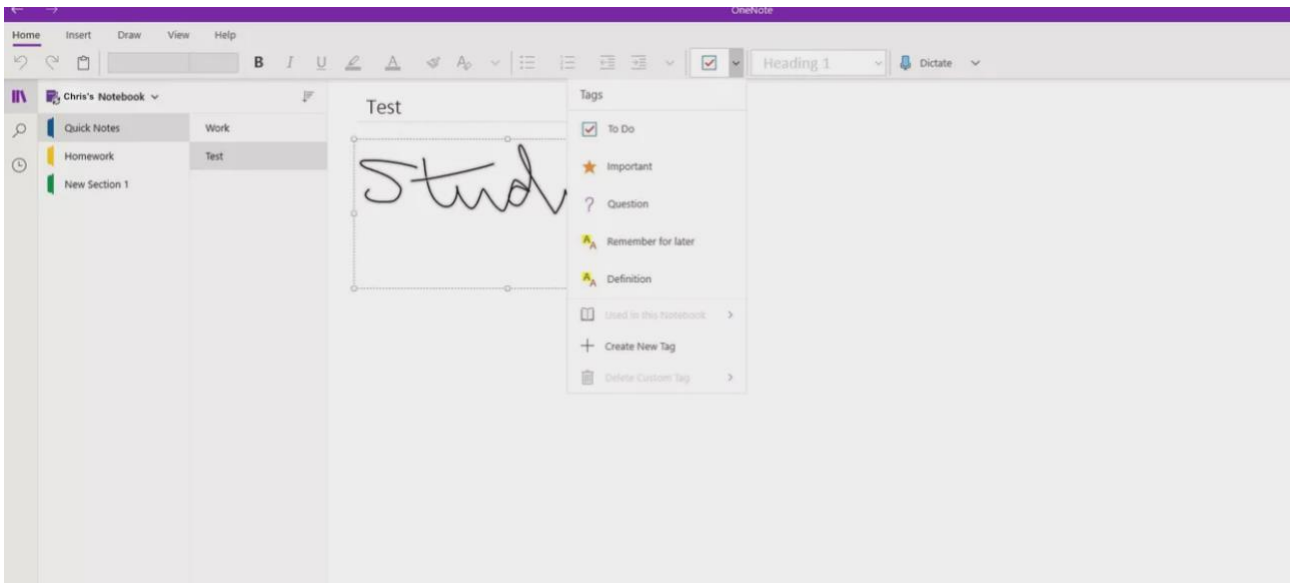 OneNote
Home Insert Draw View Help
B I U A Heading 1 Dictate
Chris's Notebook
Test
Tags
Quick Notes
Work
To Do
Homework
Test
Important
New Section 1
Question
Remember for later
Definition
Used in this Notebook
Create New Tag
Delete Custom Tag